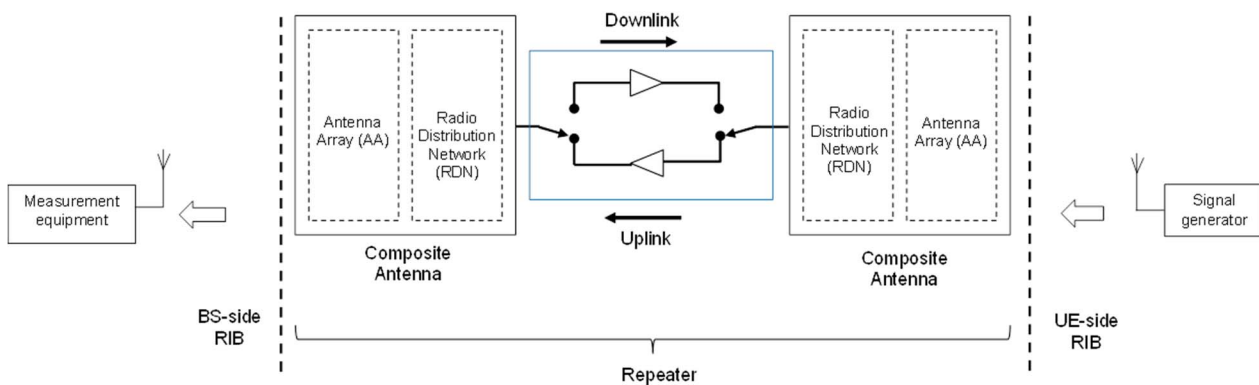 Downlink
Antenna
Array (AA)
Radio
Distribution
Network
(RDN)
Radio
Distribution
Network
(RDN)
Antenna
Array (AA)
Measurement
equipment
Signal
generator
Uplink
Composite
Antenna
Composite
Antenna
BS-side
RIB
UE-side
RIB
Repeater